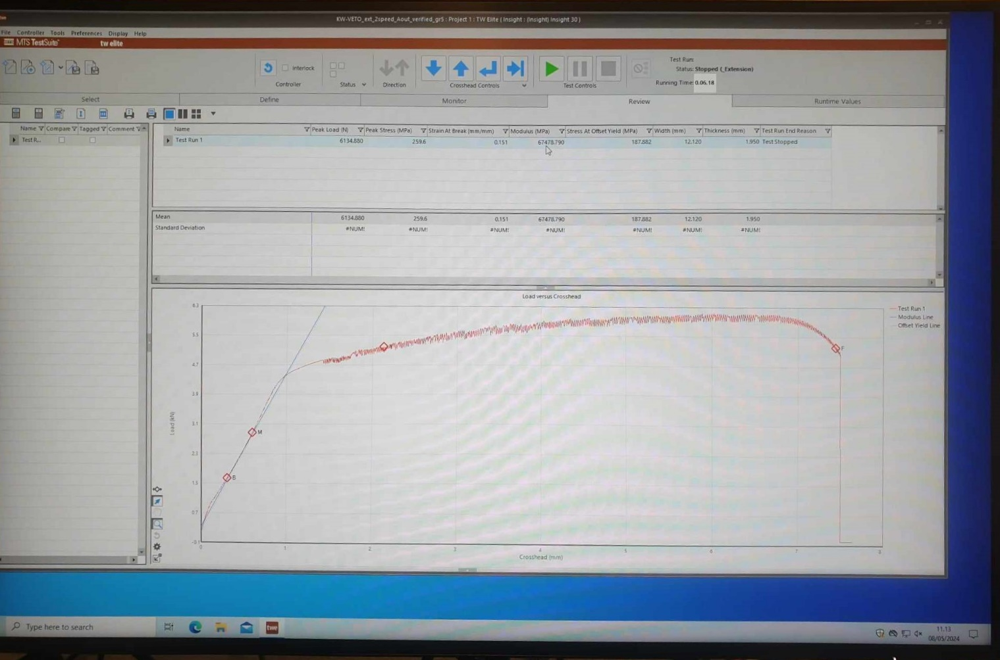 KW-VETO_ext_2speed_Aout_verified_gr5 : Project 1 : TW Elite ( Insight : (Insight) Insight 30 )
File Controller Tools Preferences Display Help
MTS TestSuite™ tw elite
Interlock
Controller
Status
Direction
Crosshead Controls
Test Controls
Test Run:
Status: Stopped (_Extension)
Running Time: 0.06.18
Select Define Monitor Review Runtime Values
Name Compare Tagged Comment
Test R...
Name Peak Load (N) Peak Stress (MPa) Strain At Break (mm/mm) Modulus (MPa) Stress At Offset Yield (MPa) Width (mm) Thickness (mm) Test Run End Reason
Test Run 1 6134.880 259.6 0.151 67478.790 187.882 12.120 1.950 Test Stopped
Mean 6134.880 259.6 0.151 67478.790 187.882 12.120 1.950
Standard Deviation #NUM! #NUM! #NUM! #NUM! #NUM! #NUM! #NUM!
Load versus Crosshead
Test Run 1
Modulus Line
Offset Yield Line
6.3
5.5
4.7
3.9
3.1
2.3
1.5
0.7
-0.1
Load (kN)
F
M
B
0 1 2 3 4 5 6 7 8
Crosshead (mm)
Type here to search
twe
11.13
08/05/2024